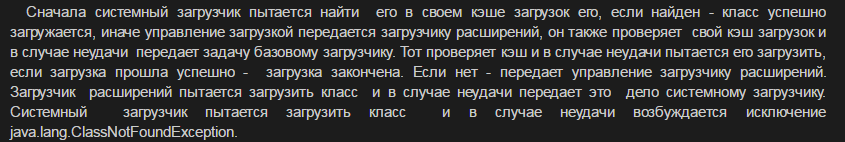 Сначала системный загрузчик пытается найти его в своем кэше загрузок его, если найден - класс успешно
загружается, иначе управление загрузкой передается загрузчику расширений, он также проверяет свой кэш загрузок и
в случае неудачи передает задачу базовому загрузчику. Тот проверяет кэш и в случае неудачи пытается его загрузить,
если загрузка прошла успешно - загрузка закончена. Если нет - передает управление загрузчику расширений.
Загрузчик расширений пытается загрузить класс и в случае неудачи передает это дело системному загрузчику.
Системный загрузчик пытается загрузить класс и в случае неудачи возбуждается исключение
java.lang.ClassNotFoundException.